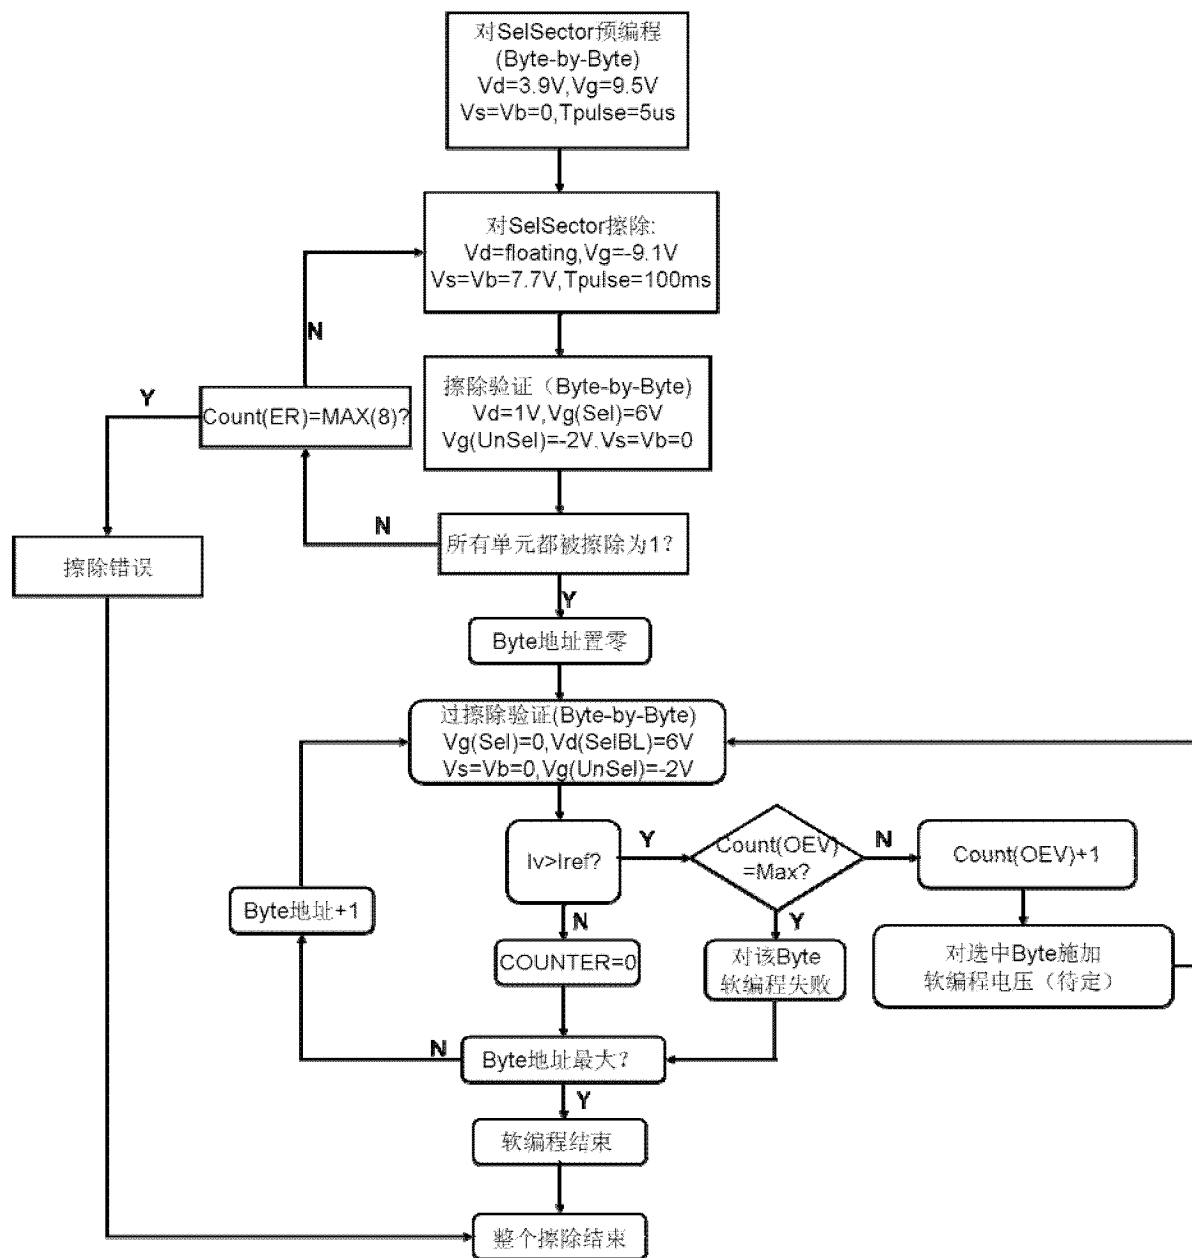 对SelSector预编程
(Byte-by-Byte)
Vd=3.9V,Vg=9.5V
Vs=Vb=0,Tpulse=5us
对SelSector擦除:
Vd=floating,Vg=-9.1V
Vs=Vb=7.7V,Tpulse=100ms
N
擦除验证（Byte-by-Byte)
Vd=1V,Vg(Sel)=6V
Vg(UnSel)=-2V.Vs=Vb=0
Y
Count(ER)=MAX(8)?
N
所有单元都被擦除为1?
擦除错误
Y
Byte地址置零
过擦除验证(Byte-by-Byte)
Vg(Sel)=0,Vd(SelBL)=6V
Vs=Vb=0,Vg(UnSel)=-2V
Iv>Iref?
Y
Count(OEV)
=Max?
N
Count(OEV)+1
Byte地址+1
N
Y
COUNTER=0
对该Byte
软编程失败
对选中Byte施加
软编程电压（待定）
N
Byte地址最大?
Y
软编程结束
整个擦除结束